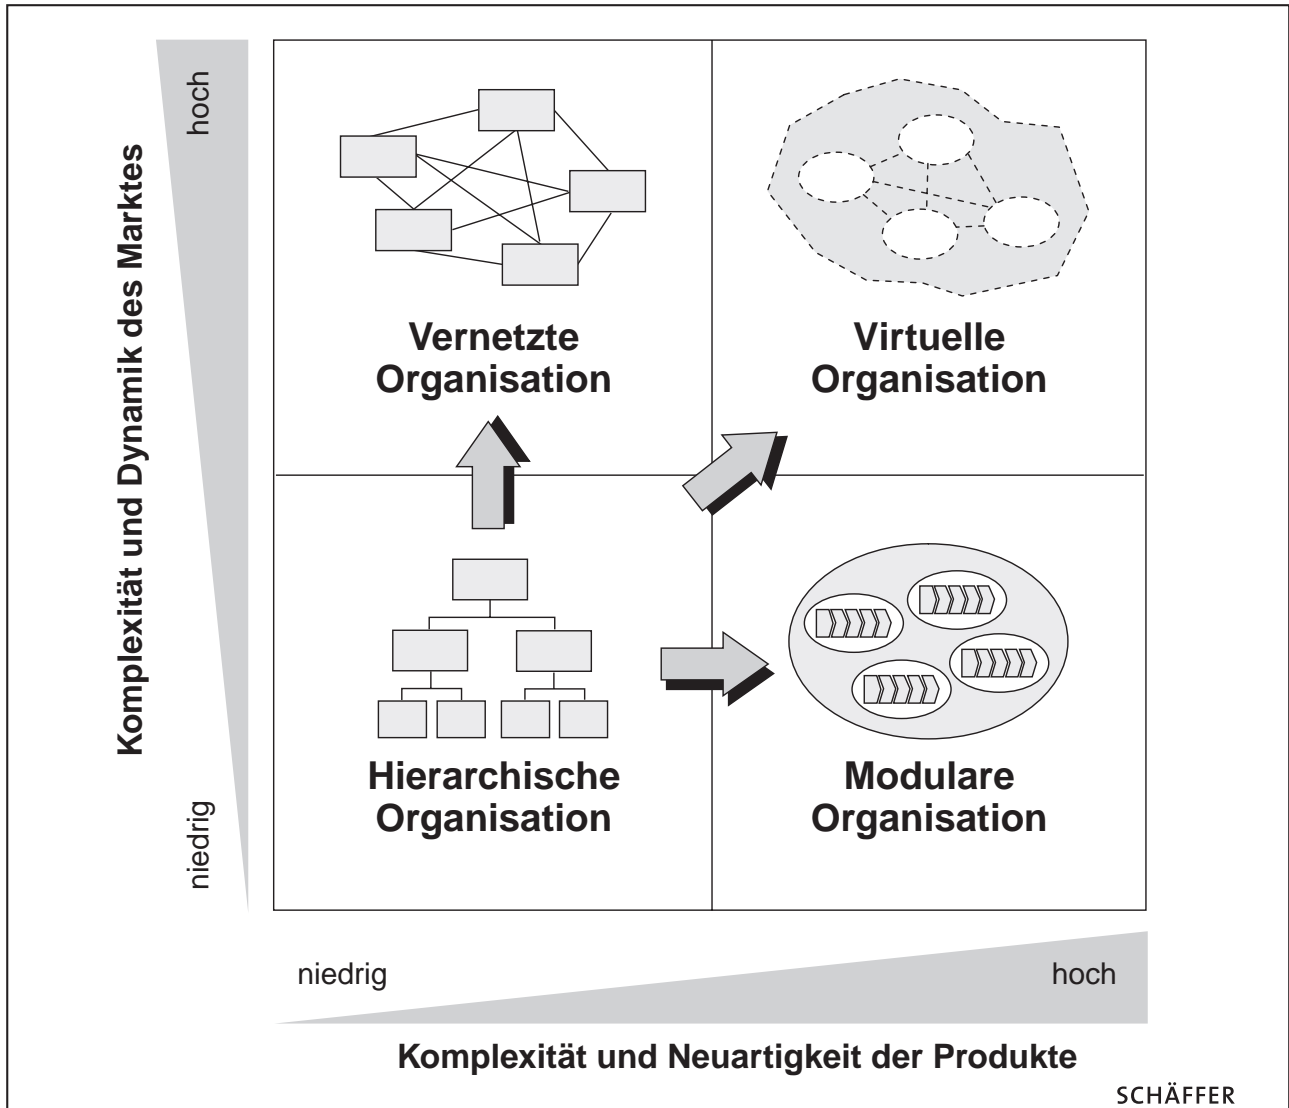 hoch
Komplexität und Dynamik des Marktes
niedrig
Vernetzte
Organisation
Virtuelle
Organisation
Hierarchische
Organisation
Modulare
Organisation
niedrig
hoch
Komplexität und Neuartigkeit der Produkte
SCHÄFFER